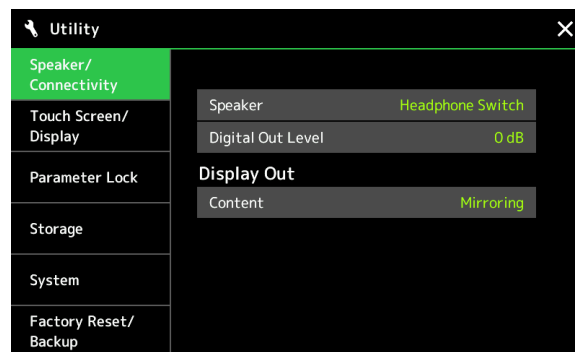 Utility
Speaker/
Connectivity
Touch Screen/
Display
Parameter Lock
Storage
System
Factory Reset/
Backup
Speaker Headphone Switch
Digital Out Level 0 dB
Display Out
Content Mirroring